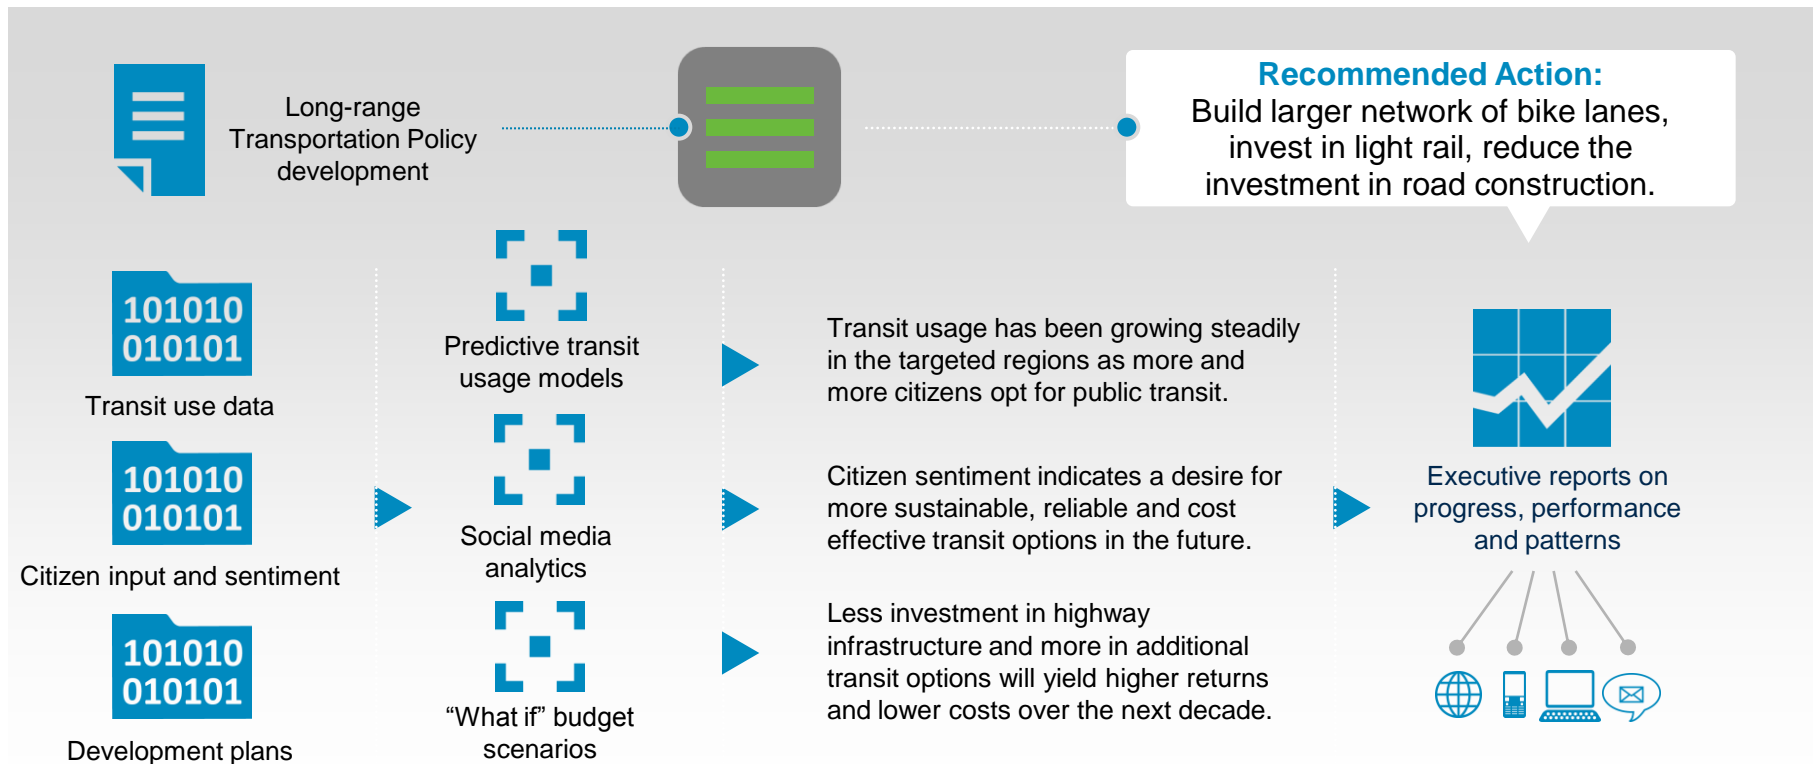 Long-range
Transportation Policy
development
Recommended Action:
Build larger network of bike lanes,
invest in light rail, reduce the
investment in road construction.
101010
010101
Transit use data
101010
010101
Citizen input and sentiment
101010
010101
Development plans
Predictive transit
usage models
Social media
analytics
“What if” budget
scenarios
Transit usage has been growing steadily
in the targeted regions as more and
more citizens opt for public transit.
Citizen sentiment indicates a desire for
more sustainable, reliable and cost
effective transit options in the future.
Less investment in highway
infrastructure and more in additional
transit options will yield higher returns
and lower costs over the next decade.
Executive reports on
progress, performance
and patterns